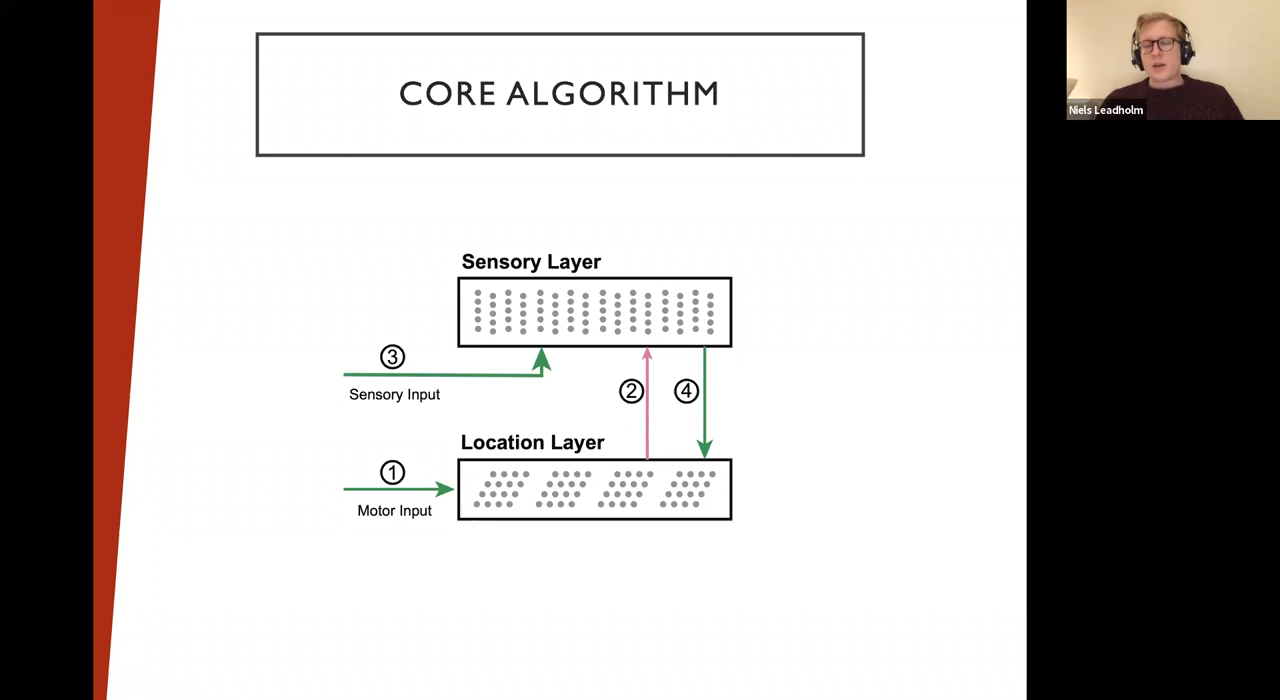 CORE ALGORITHM
Niels Leadholm
Sensory Layer
3
Sensory Input
2
4
Location Layer
1
Motor Input